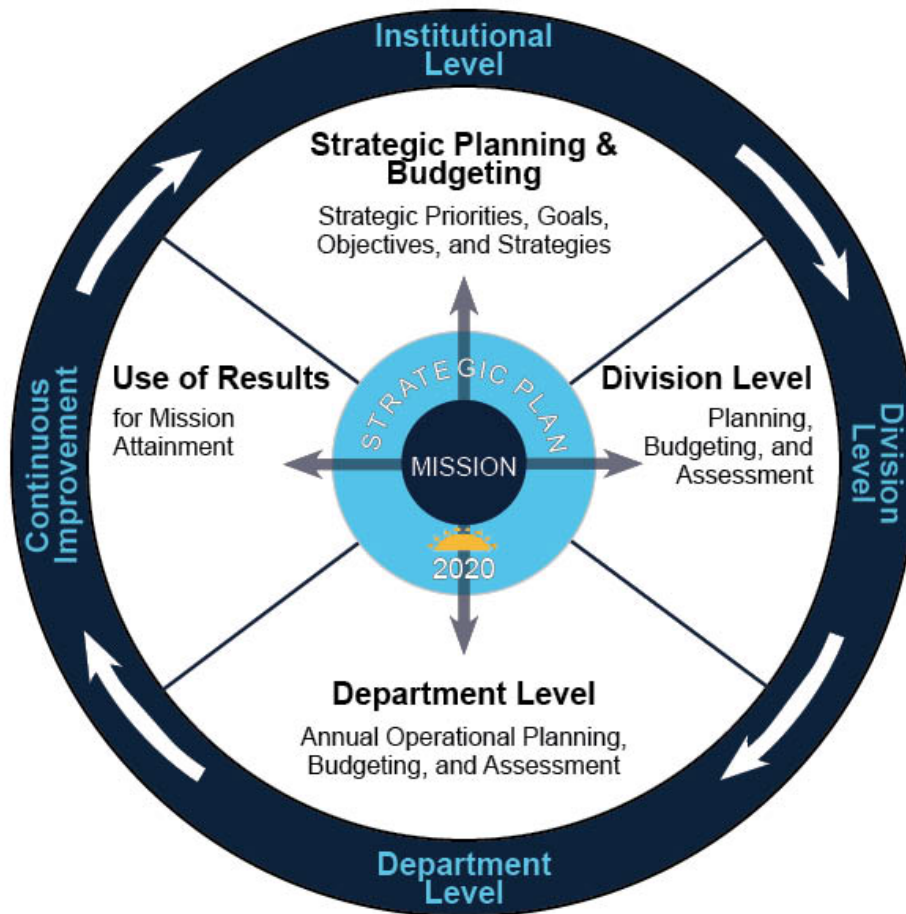 Institutional
Level
Strategic Planning &
Budgeting
Strategic Priorities, Goals,
Objectives, and Strategies
Use of Results
for Mission
Attainment
STRATEGIC PLAN
MISSION
2020
Division Level
Planning,
Budgeting, and
Assessment
Continuous
Improvement
Division
Level
Department Level
Annual Operational Planning,
Budgeting, and Assessment
Department
Level